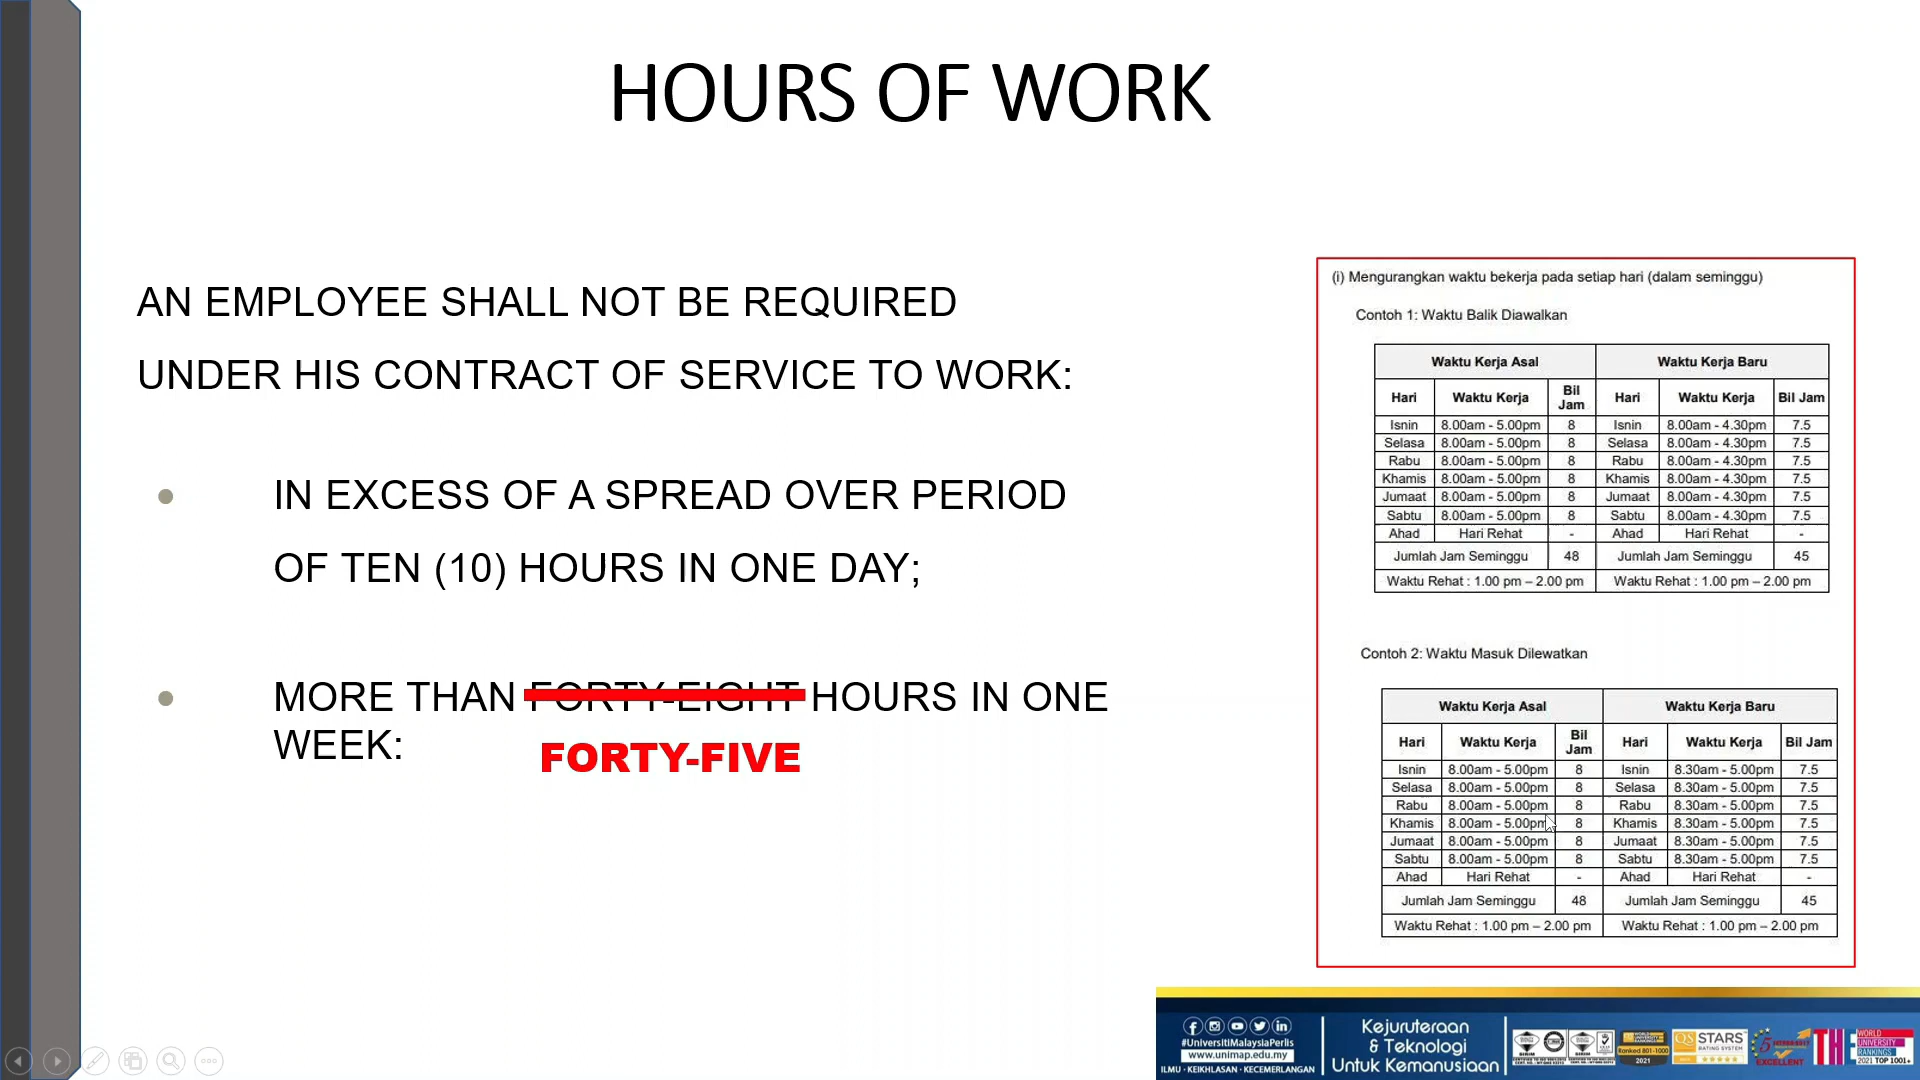 HOURS OF WORK
AN EMPLOYEE SHALL NOT BE REQUIRED
UNDER HIS CONTRACT OF SERVICE TO WORK:
IN EXCESS OF A SPREAD OVER PERIOD
OF TEN (10) HOURS IN ONE DAY;
MORE THAN FORTY-EIGHT HOURS IN ONE
WEEK:
FORTY-FIVE
(i) Mengurangkan waktu bekerja pada setiap hari (dalam seminggu)
Contoh 1: Waktu Balik Diawalkan
Waktu Kerja Asal Waktu Kerja Baru
Hari Waktu Kerja Bil Jam Hari Waktu Kerja Bil Jam
Isnin 8.00am - 5.00pm 8 Isnin 8.00am - 4.30pm 7.5
Selasa 8.00am - 5.00pm 8 Selasa 8.00am - 4.30pm 7.5
Rabu 8.00am - 5.00pm 8 Rabu 8.00am - 4.30pm 7.5
Khamis 8.00am - 5.00pm 8 Khamis 8.00am - 4.30pm 7.5
Jumaat 8.00am - 5.00pm 8 Jumaat 8.00am - 4.30pm 7.5
Sabtu 8.00am - 5.00pm 8 Sabtu 8.00am - 4.30pm 7.5
Ahad Hari Rehat - Ahad Hari Rehat -
Jumlah Jam Seminggu 48 Jumlah Jam Seminggu 45
Waktu Rehat : 1.00 pm – 2.00 pm Waktu Rehat : 1.00 pm – 2.00 pm
Contoh 2: Waktu Masuk Dilewatkan
Waktu Kerja Asal Waktu Kerja Baru
Hari Waktu Kerja Bil Jam Hari Waktu Kerja Bil Jam
Isnin 8.00am - 5.00pm 8 Isnin 8.30am - 5.00pm 7.5
Selasa 8.00am - 5.00pm 8 Selasa 8.30am - 5.00pm 7.5
Rabu 8.00am - 5.00pm 8 Rabu 8.30am - 5.00pm 7.5
Khamis 8.00am - 5.00pm 8 Khamis 8.30am - 5.00pm 7.5
Jumaat 8.00am - 5.00pm 8 Jumaat 8.30am - 5.00pm 7.5
Sabtu 8.00am - 5.00pm 8 Sabtu 8.30am - 5.00pm 7.5
Ahad Hari Rehat - Ahad Hari Rehat -
Jumlah Jam Seminggu 48 Jumlah Jam Seminggu 45
Waktu Rehat : 1.00 pm – 2.00 pm Waktu Rehat : 1.00 pm – 2.00 pm
#UniversitiMalaysiaPerlis
www.unimap.edu.my
ILMU · KEIKHLASAN · KECEMERLANGAN
Kejuruteraan
& Teknologi
Untuk Kemanusiaan
Ranked 801-1000
2021
QS STARS
RATING SYSTEM
5
EXCELLENT
THE
WORLD
UNIVERSITY
RANKINGS
2021 TOP 1001+